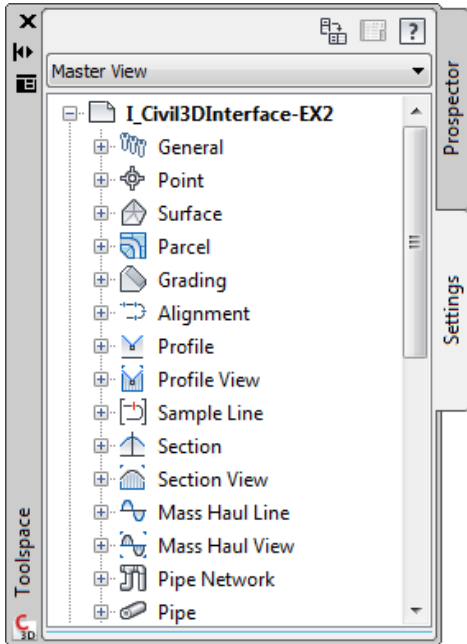 Master View
I_Civil3DInterface-EX2
General
Point
Surface
Parcel
Grading
Alignment
Profile
Profile View
Sample Line
Section
Section View
Mass Haul Line
Mass Haul View
Pipe Network
Pipe
Prospector
Settings
Toolspace
C
3D